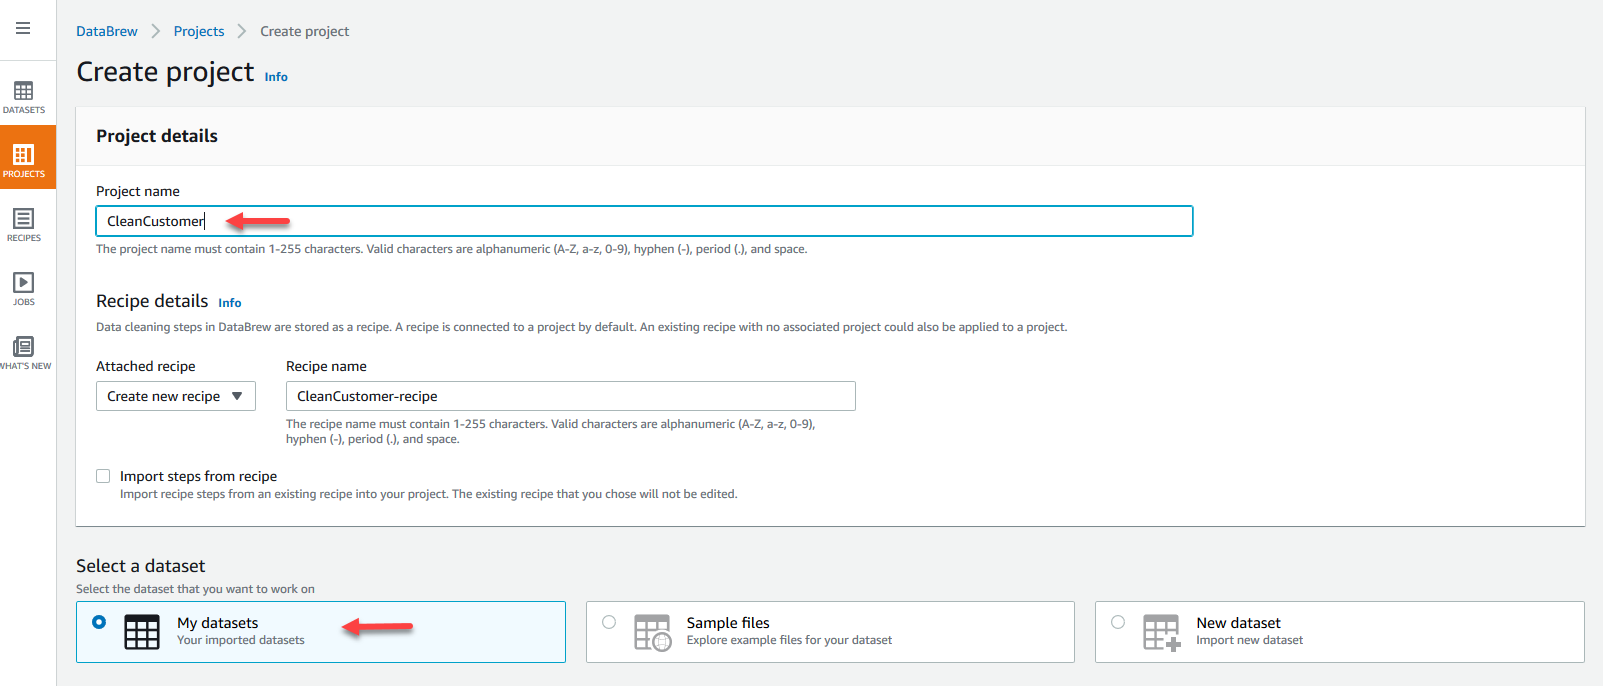 DataBrew > Projects > Create project
Create project Info
DATASETS
PROJECTS
RECIPES
JOBS
WHAT'S NEW
Project details
Project name
CleanCustomer
The project name must contain 1-255 characters. Valid characters are alphanumeric (A-Z, a-z, 0-9), hyphen (-), period (.), and space.
Recipe details Info
Data cleaning steps in DataBrew are stored as a recipe. A recipe is connected to a project by default. An existing recipe with no associated project could also be applied to a project.
Attached recipe
Create new recipe
Recipe name
CleanCustomer-recipe
The recipe name must contain 1-255 characters. Valid characters are alphanumeric (A-Z, a-z, 0-9),
hyphen (-), period (.), and space.
Import steps from recipe
Import recipe steps from an existing recipe into your project. The existing recipe that you chose will not be edited.
Select a dataset
Select the dataset that you want to work on
My datasets
Your imported datasets
Sample files
Explore example files for your dataset
New dataset
Import new dataset